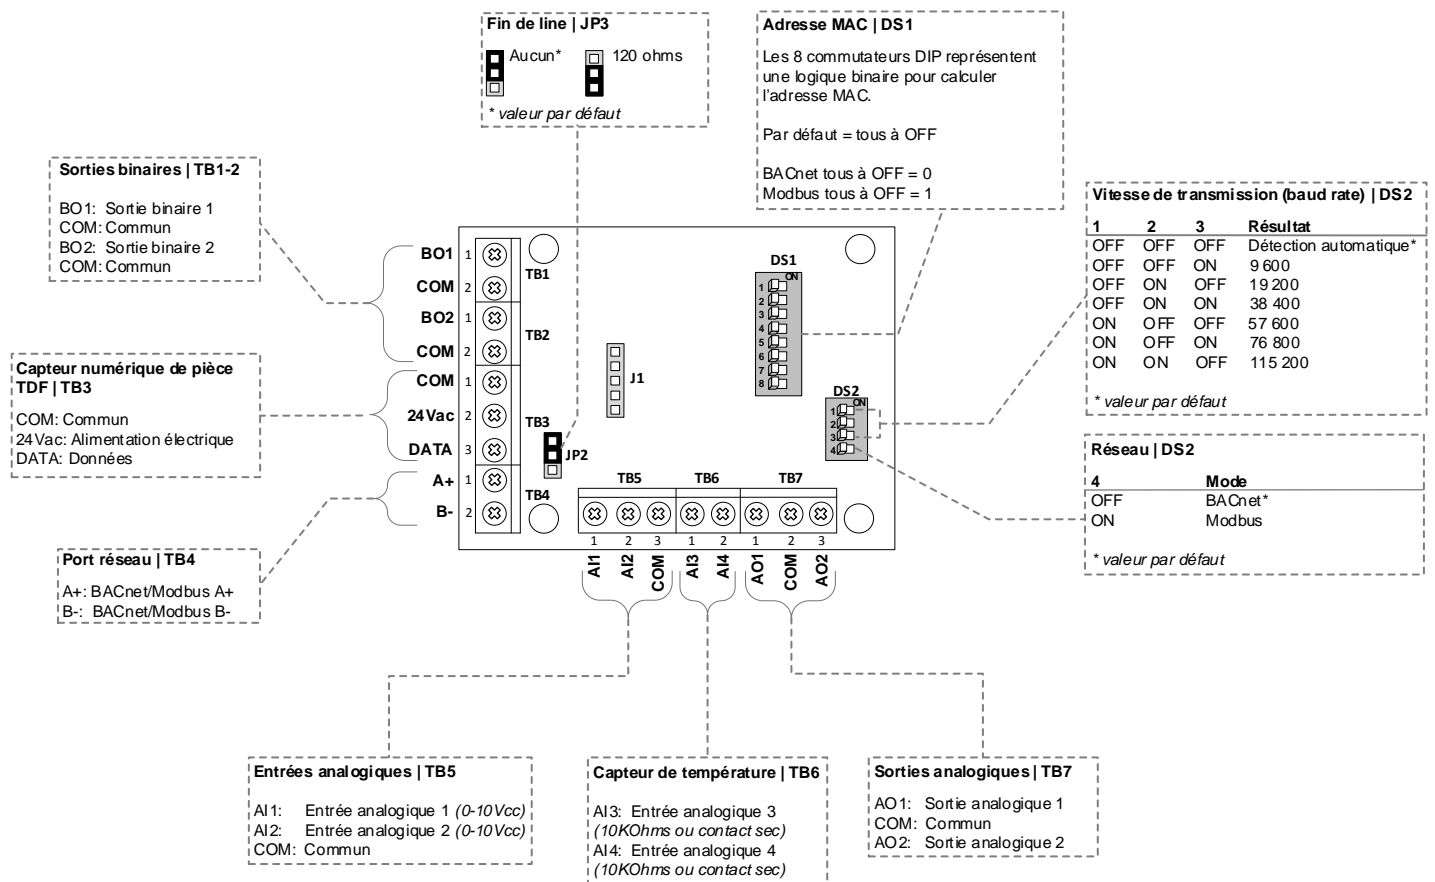 Fin de line | JP3
Aucun*
120 ohms
* valeur par défaut
Adresse MAC | DS1
Les 8 commutateurs DIP représentent
une logique binaire pour calculer
l'adresse MAC.
Par défaut = tous à OFF
BACnet tous à OFF = 0
Modbus tous à OFF = 1
Sorties binaires | TB1-2
BO1: Sortie binaire 1
COM: Commun
BO2: Sortie binaire 2
COM: Commun
Vitesse de transmission (baud rate) | DS2
1 2 3 Résultat
OFF OFF OFF Détection automatique*
OFF OFF ON 9 600
OFF ON OFF 19 200
OFF ON ON 38 400
ON OFF OFF 57 600
ON OFF ON 76 800
ON ON OFF 115 200
* valeur par défaut
Capteur numérique de pièce
TDF | TB3
COM: Commun
24Vac: Alimentation électrique
DATA: Données
Port réseau | TB4
A+: BACnet/Modbus A+
B-: BACnet/Modbus B-
BO1 1
COM 2
TB1
BO2 1
COM 2
TB2
COM 1
24Vac 2
DATA 3
TB3
A+ 1
B- 2
TB4
J1
JP2
DS1
ON
1
2
3
4
5
6
7
8
DS2
ON
1
2
3
4
Réseau | DS2
4 Mode
OFF BACnet*
ON Modbus
* valeur par défaut
TB5 TB6 TB7
1 2 3 1 2 1 2 3
AI1 AI2 COM AI3 AI4 AO1 COM AO2
Entrées analogiques | TB5
AI1: Entrée analogique 1 (0-10Vcc)
AI2: Entrée analogique 2 (0-10Vcc)
COM: Commun
Capteur de température | TB6
AI3: Entrée analogique 3
(10KOhms ou contact sec)
AI4: Entrée analogique 4
(10KOhms ou contact sec)
Sorties analogiques | TB7
AO1: Sortie analogique 1
COM: Commun
AO2: Sortie analogique 2